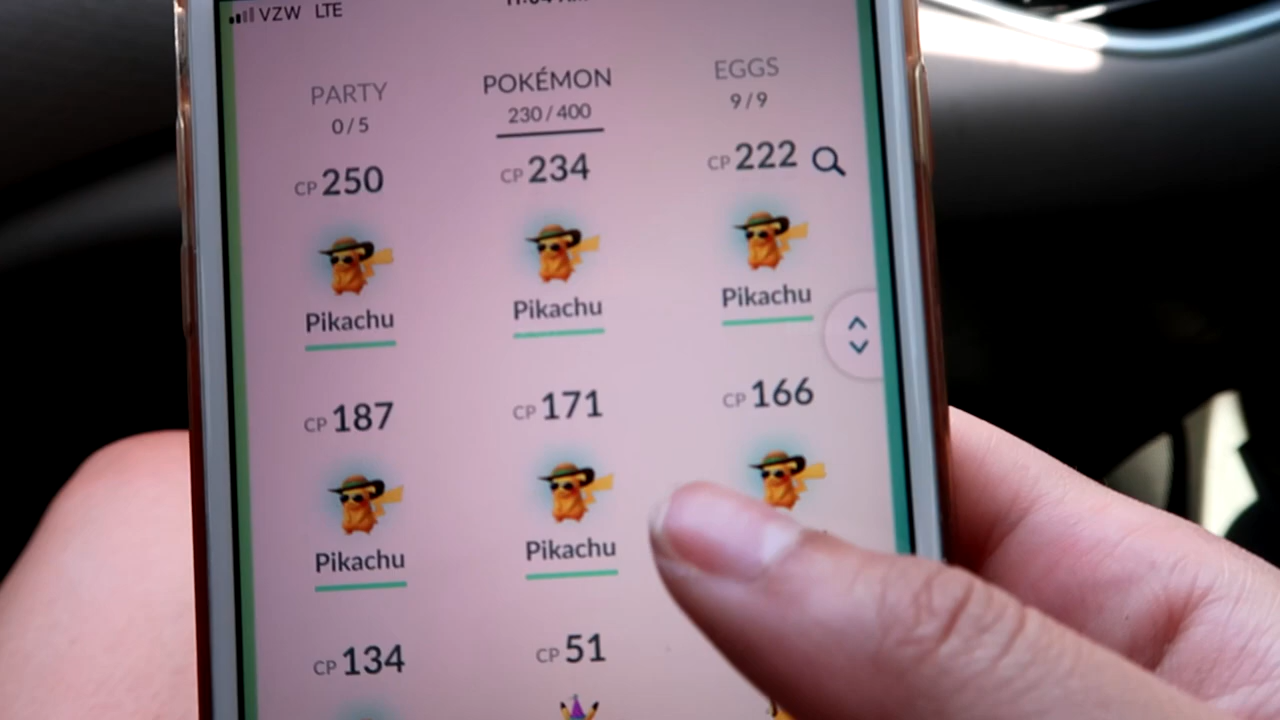 VZW LTE
PARTY POKÉMON EGGS
0/5 230/400 9/9
CP 250 CP 234 CP 222
Pikachu Pikachu Pikachu
CP 187 CP 171 CP 166
Pikachu Pikachu
CP 134 CP 51